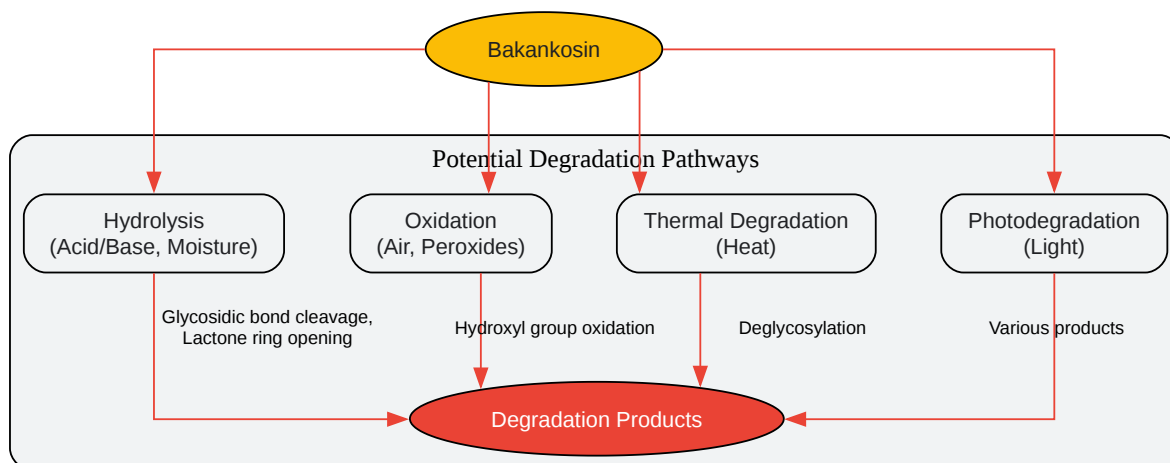 Bakankosin
Potential Degradation Pathways
Hydrolysis
(Acid/Base, Moisture)
Oxidation
(Air, Peroxides)
Thermal Degradation
(Heat)
Photodegradation
(Light)
Glycosidic bond cleavage,
Lactone ring opening
Hydroxyl group oxidation
Deglycosylation
Various products
Degradation Products